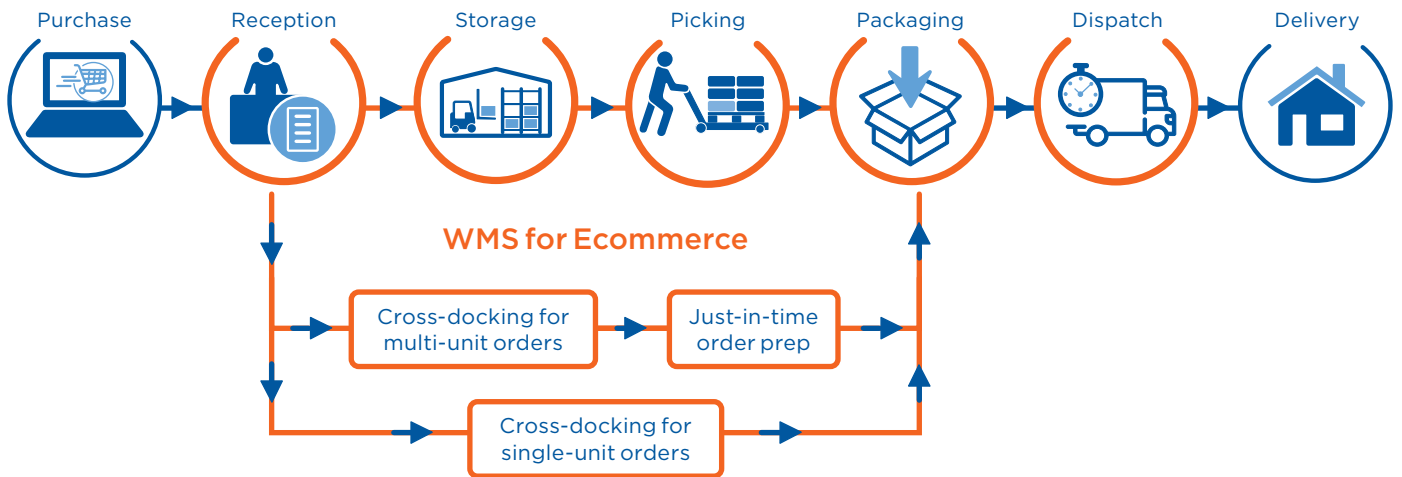 Purchase
Reception
Storage
Picking
Packaging
Dispatch
Delivery
WMS for Ecommerce
Cross-docking for
multi-unit orders
Just-in-time
order prep
Cross-docking for
single-unit orders